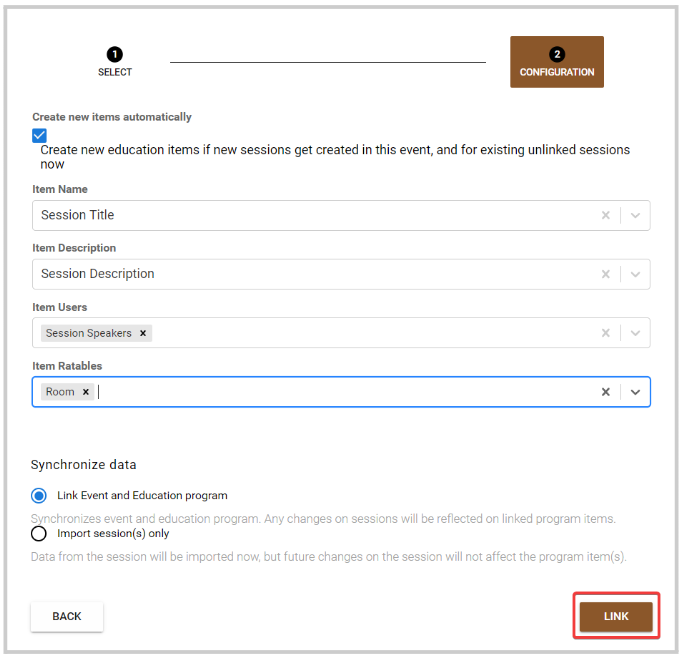 1
SELECT
2
CONFIGURATION
Create new items automatically
Create new education items if new sessions get created in this event, and for existing unlinked sessions
now
Item Name
Session Title
Item Description
Session Description
Item Users
Session Speakers
Item Ratables
Room
Synchronize data
Link Event and Education program
Synchronizes event and education program. Any changes on sessions will be reflected on linked program items.
Import session(s) only
Data from the session will be imported now, but future changes on the session will not affect the program item(s).
BACK
LINK